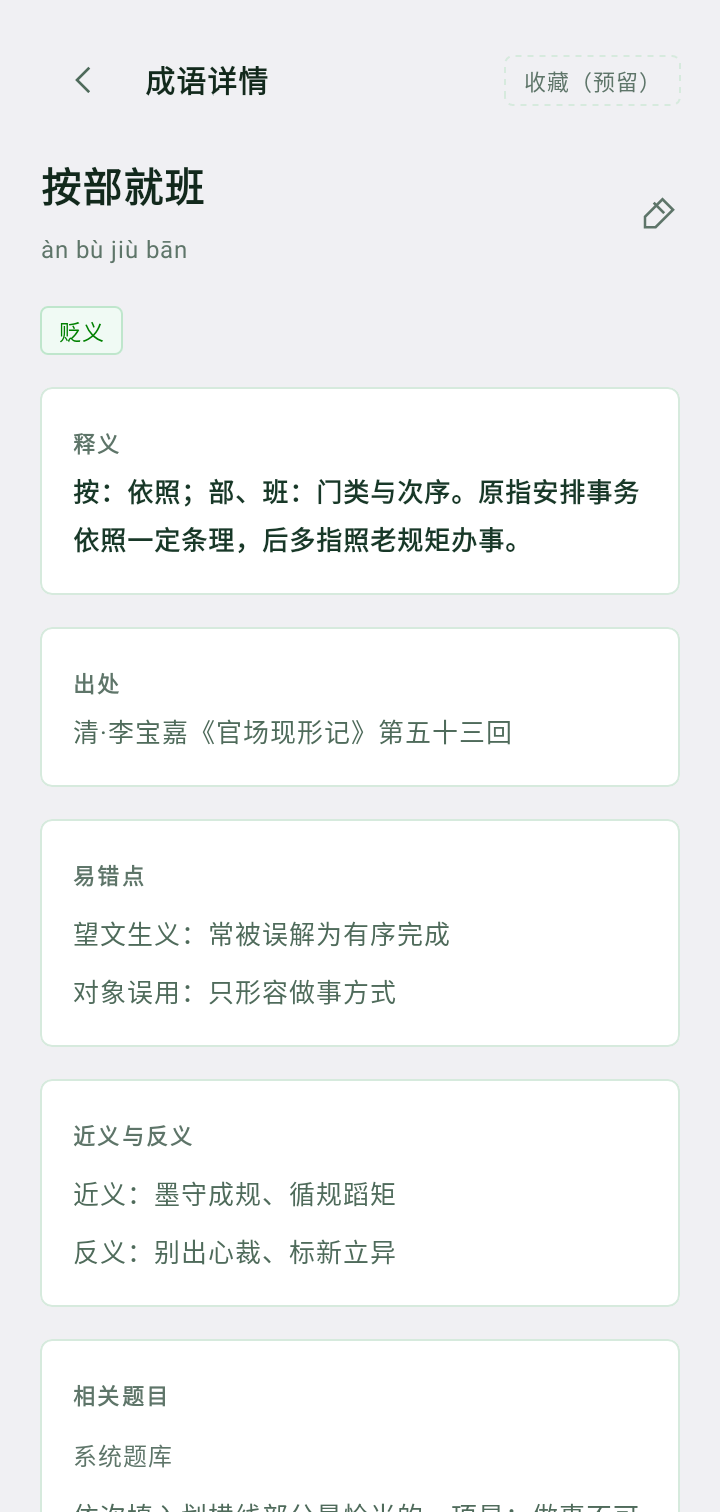 成语详情
收藏（预留）
按部就班
àn bù jiù bān
贬义
释义
按：依照；部、班：门类与次序。原指安排事务
依照一定条理，后多指照老规矩办事。
出处
清·李宝嘉《官场现形记》第五十三回
易错点
望文生义：常被误解为有序完成
对象误用：只形容做事方式
近义与反义
近义：墨守成规、循规蹈矩
反义：别出心裁、标新立异
相关题目
系统题库